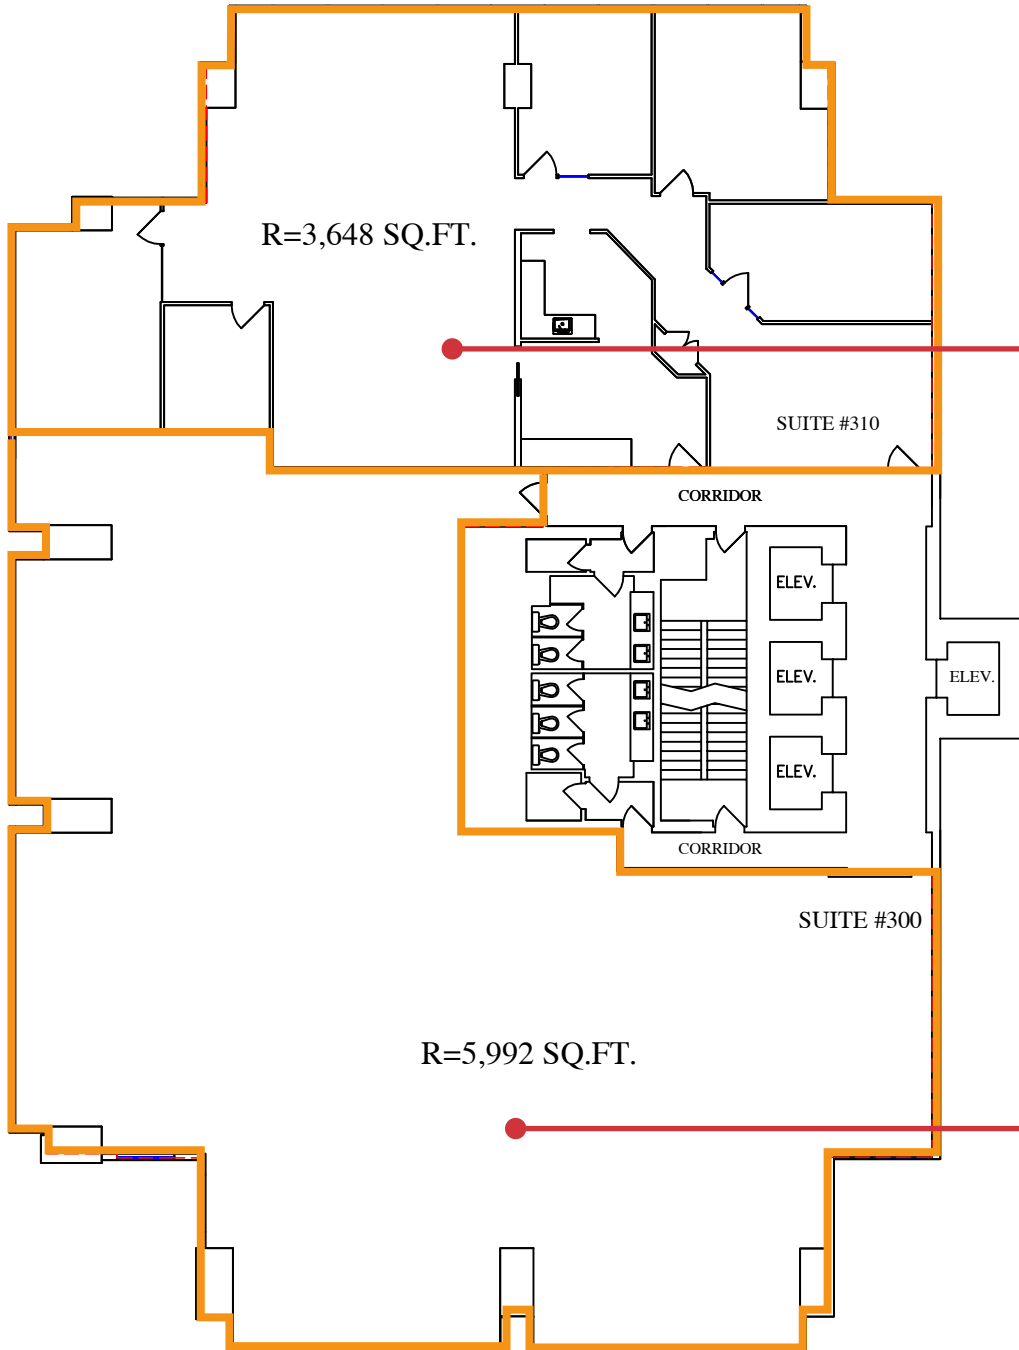 R=3,648 SQ.FT.
SUITE #310
CORRIDOR
ELEV.
ELEV.
ELEV.
ELEV.
CORRIDOR
SUITE #300
R=5,992 SQ.FT.